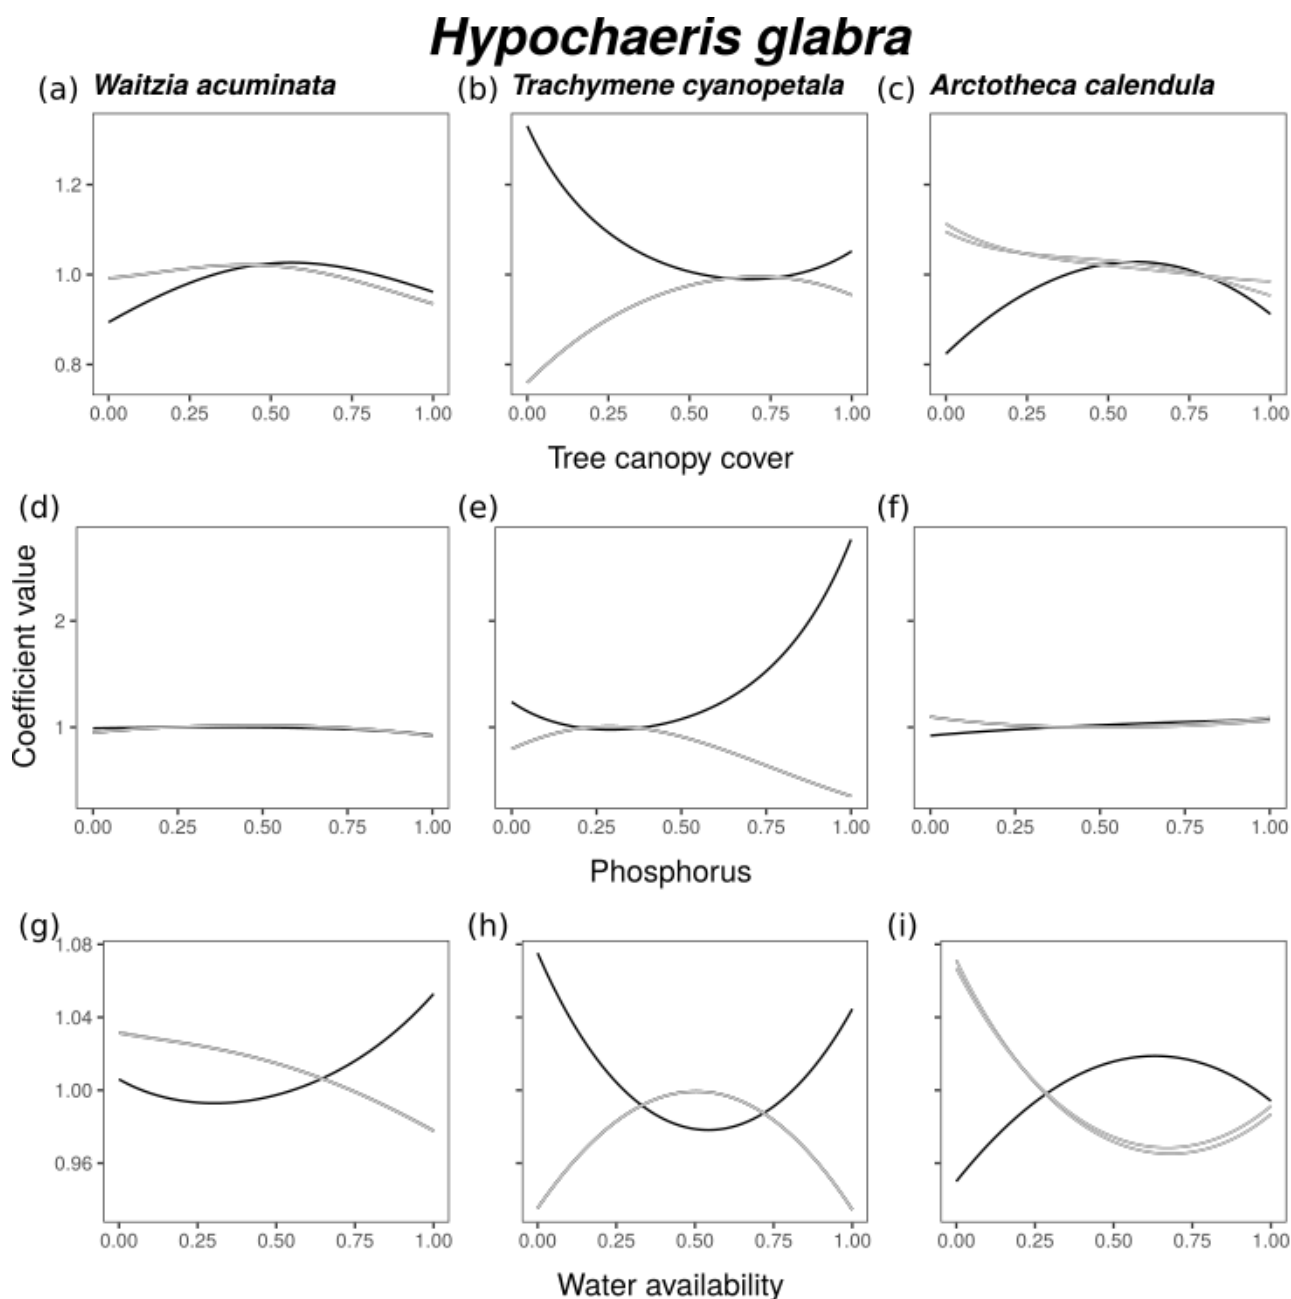 Hypochaeris glabra
(a) Waitzia acuminata (b) Trachymene cyanopetala (c) Arctotheca calendula
1.2
1.0
0.8
0.00 0.25 0.50 0.75 1.00 0.00 0.25 0.50 0.75 1.00 0.00 0.25 0.50 0.75 1.00
Tree canopy cover
(d) (e) (f)
Coefficient value
2
1
0.00 0.25 0.50 0.75 1.00 0.00 0.25 0.50 0.75 1.00 0.00 0.25 0.50 0.75 1.00
Phosphorus
(g) (h) (i)
1.08
1.04
1.00
0.96
0.00 0.25 0.50 0.75 1.00 0.00 0.25 0.50 0.75 1.00 0.00 0.25 0.50 0.75 1.00
Water availability